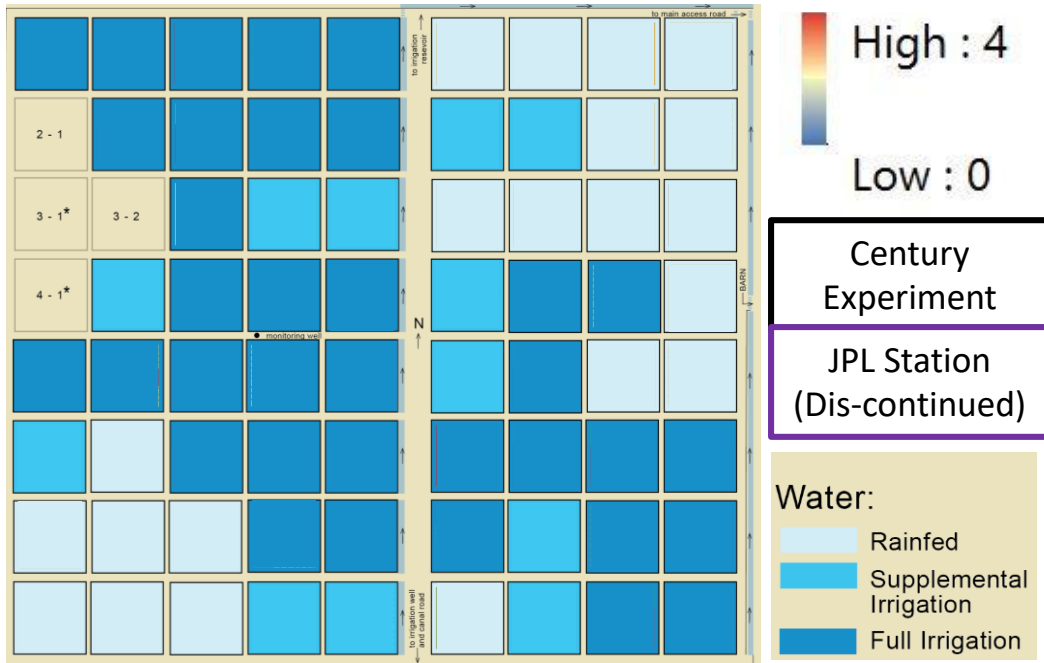 to main access road
to irrigation
resevoir
2 - 1
3 - 1*
3 - 2
4 - 1*
BARN
N
monitoring well
to irrigation well
and canal road
High : 4
Low : 0
Century
Experiment
JPL Station
(Dis-continued)
Water:
Rainfed
Supplemental
Irrigation
Full Irrigation